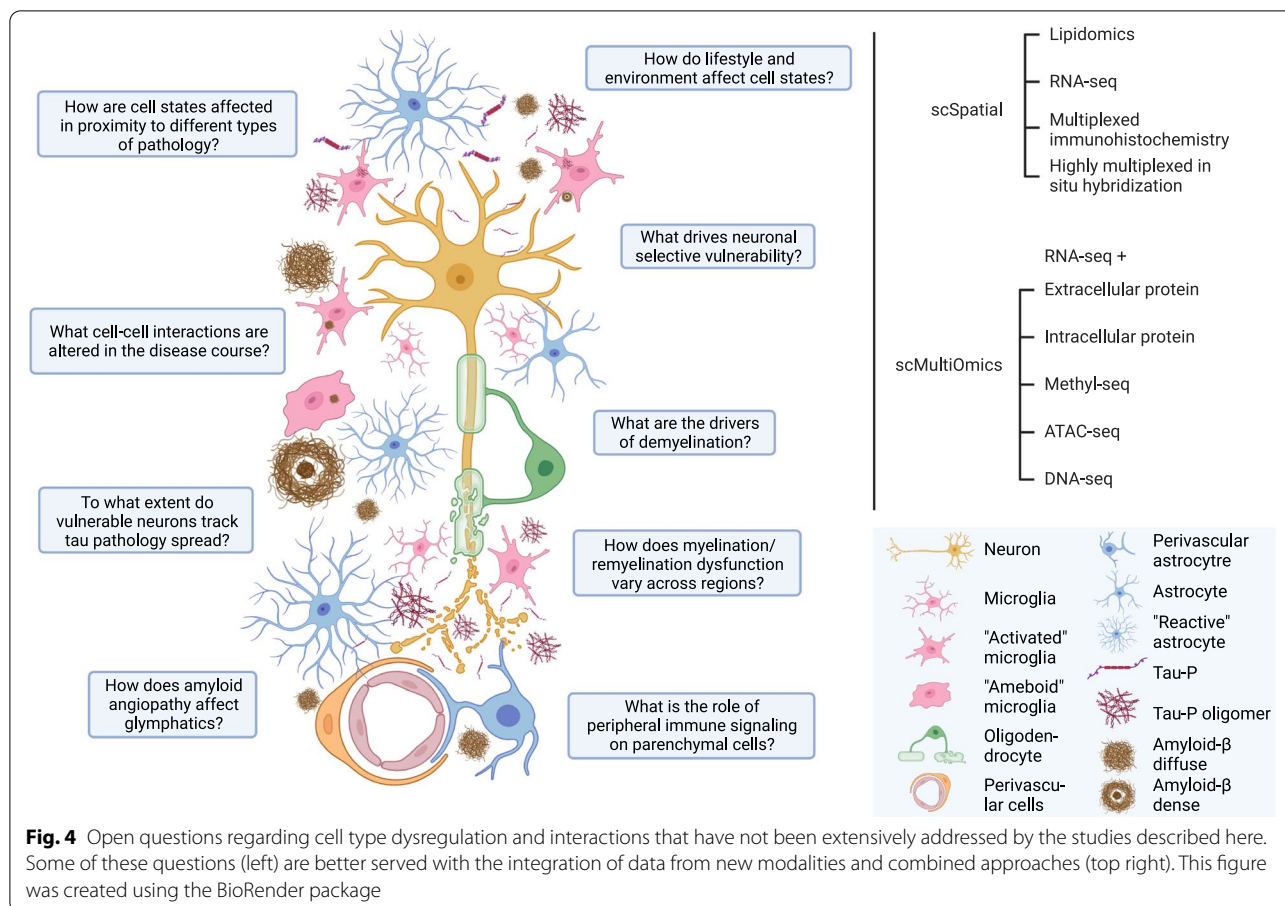 How do lifestyle and
environment affect cell states?
How are cell states affected
in proximity to different types
of pathology?
What drives neuronal
selective vulnerability?
What cell-cell interactions are
altered in the disease course?
What are the drivers
of demyelination?
To what extent do
vulnerable neurons track
tau pathology spread?
How does myelination/
remyelination dysfunction
vary across regions?
How does amyloid
angiopathy affect
glymphatics?
What is the role of
peripheral immune signaling
on parenchymal cells?
scSpatial
Lipidomics
RNA-seq
Multiplexed
immunohistochemistry
Highly multiplexed in
situ hybridization
scMultiOmics
RNA-seq +
Extracellular protein
Intracellular protein
Methyl-seq
ATAC-seq
DNA-seq
Neuron
Microglia
"Activated"
microglia
"Ameboid"
microglia
Oligoden-
drocyte
Perivascu-
lar cells
Perivascular
astrocytre
Astrocyte
"Reactive"
astrocyte
Tau-P
Tau-P oligomer
Amyloid-β
diffuse
Amyloid-β
dense
Fig. 4 Open questions regarding cell type dysregulation and interactions that have not been extensively addressed by the studies described here.
Some of these questions (left) are better served with the integration of data from new modalities and combined approaches (top right). This figure
was created using the BioRender package